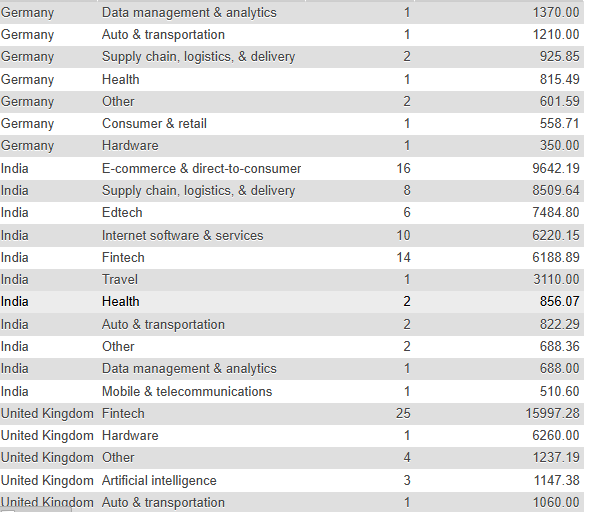 Germany Data management & analytics 1 1370.00
Germany Auto & transportation 1 1210.00
Germany Supply chain, logistics, & delivery 2 925.85
Germany Health 1 815.49
Germany Other 2 601.59
Germany Consumer & retail 1 558.71
Germany Hardware 1 350.00
India E-commerce & direct-to-consumer 16 9642.19
India Supply chain, logistics, & delivery 8 8509.64
India Edtech 6 7484.80
India Internet software & services 10 6220.15
India Fintech 14 6188.89
India Travel 1 3110.00
India Health 2 856.07
India Auto & transportation 2 822.29
India Other 2 688.36
India Data management & analytics 1 688.00
India Mobile & telecommunications 1 510.60
United Kingdom Fintech 25 15997.28
United Kingdom Hardware 1 6260.00
United Kingdom Other 4 1237.19
United Kingdom Artificial intelligence 3 1147.38
United Kingdom Auto & transportation 1 1060.00